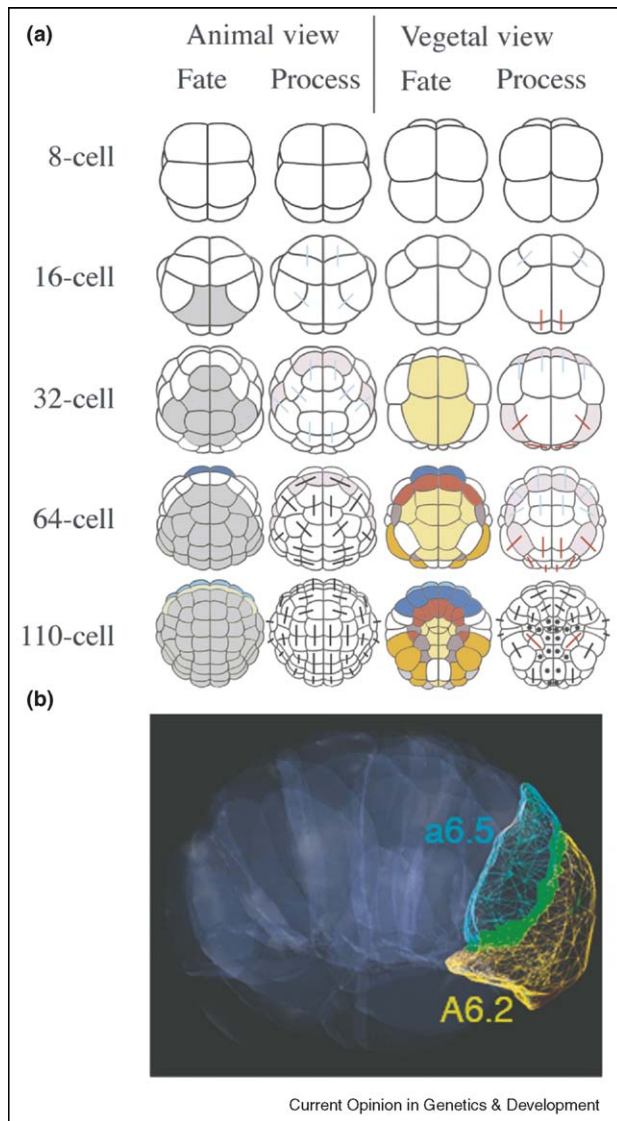 (a)
Animal view Vegetal view
Fate Process Fate Process
8-cell
16-cell
32-cell
64-cell
110-cell
(b)
a6.5
A6.2
Current Opinion in Genetics & Development